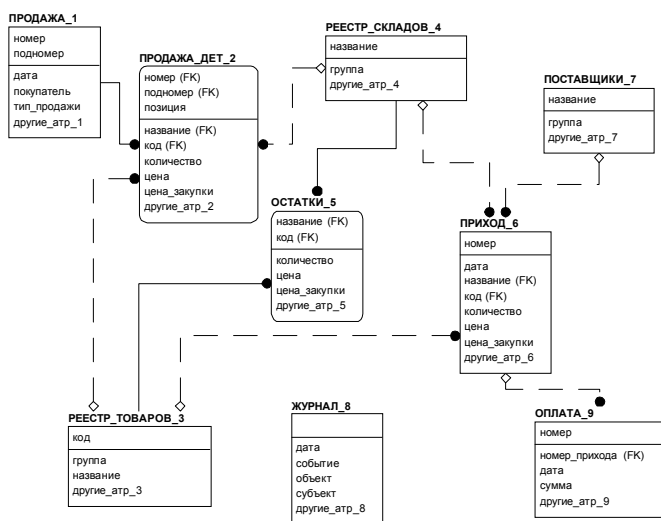 ПРОДАЖА_1
номер
подномер
дата
покупатель
тип_продажи
другие_атр_1
ПРОДАЖА_ДЕТ_2
номер (FK)
подномер (FK)
позиция
название (FK)
код (FK)
количество
цена
цена_закупки
другие_атр_2
РЕЕСТР_СКЛАДОВ_4
название
группа
другие_атр_4
ПОСТАВЩИКИ_7
название
группа
другие_атр_7
ОСТАТКИ_5
название (FK)
код (FK)
количество
цена
цена_закупки
другие_атр_5
ПРИХОД_6
номер
дата
название (FK)
код (FK)
количество
цена
цена_закупки
другие_атр_6
РЕЕСТР_ТОВАРОВ_3
код
группа
название
другие_атр_3
ЖУРНАЛ_8
дата
событие
объект
субъект
другие_атр_8
ОПЛАТА_9
номер
номер_прихода (FK)
дата
сумма
другие_атр_9